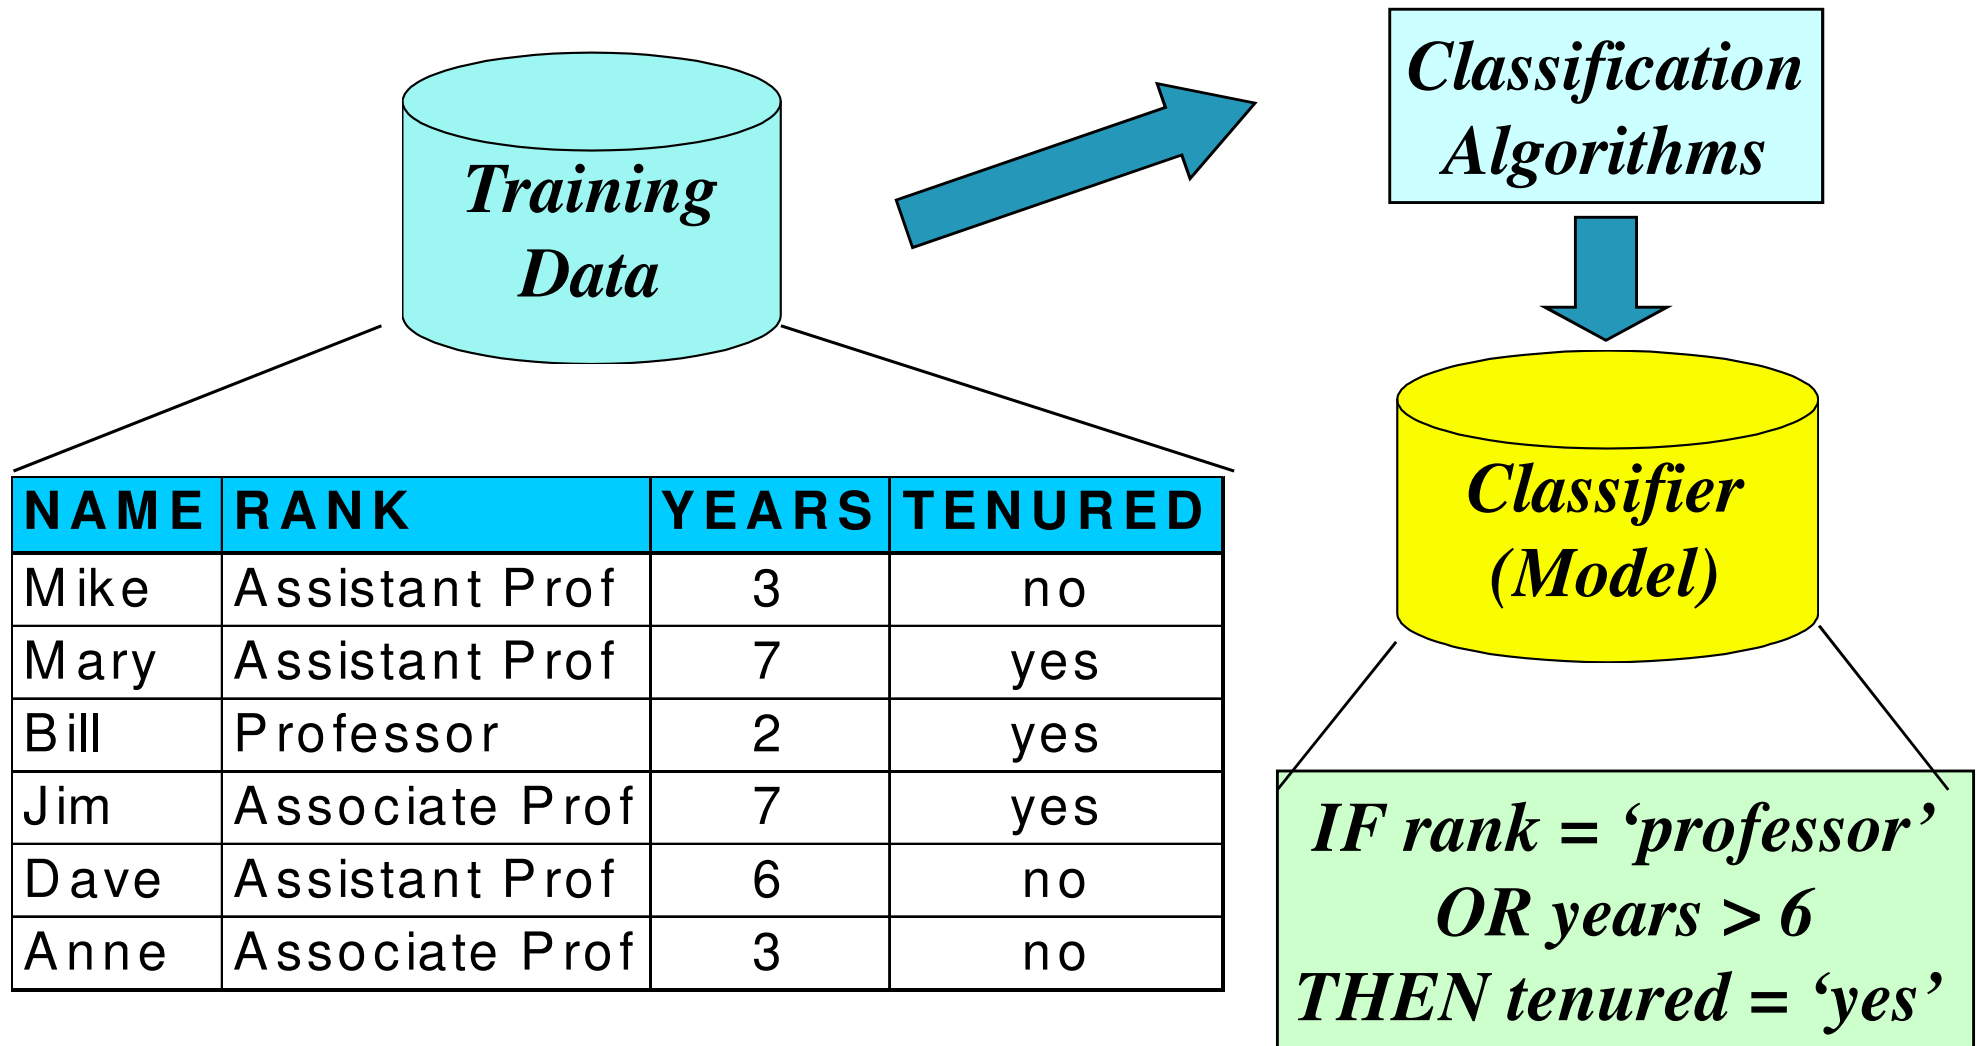 Training
Data
Classification
Algorithms
NAME RANK YEARS TENURED
Mike Assistant Prof 3 no
Mary Assistant Prof 7 yes
Bill Professor 2 yes
Jim Associate Prof 7 yes
Dave Assistant Prof 6 no
Anne Associate Prof 3 no
Classifier
(Model)
IF rank = ‘professor’
OR years > 6
THEN tenured = ‘yes’